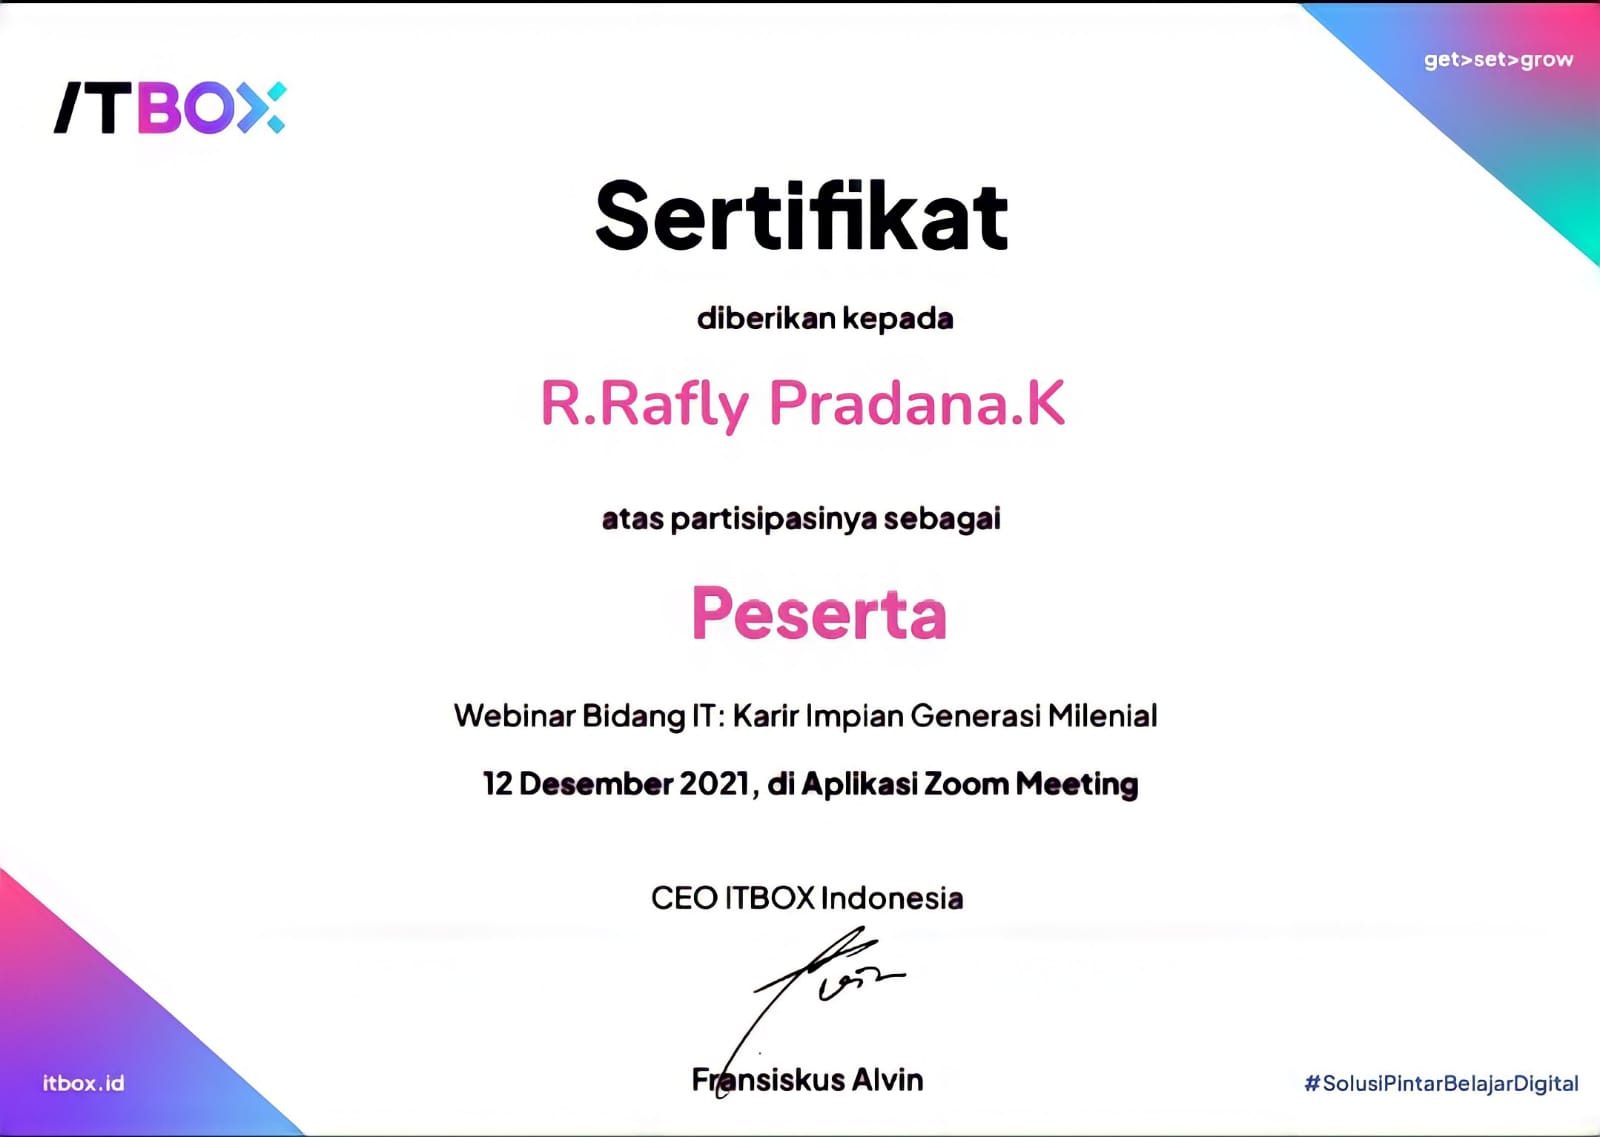 get>set>grow
ITBOX
Sertifikat
diberikan kepada
R.Rafly Pradana.K
atas partisipasinya sebagai
Peserta
Webinar Bidang IT: Karir Impian Generasi Milenial
12 Desember 2021, di Aplikasi Zoom Meeting
CEO ITBOX Indonesia
Fransiskus Alvin
itbox.id
#SolusiPintarBelajarDigital